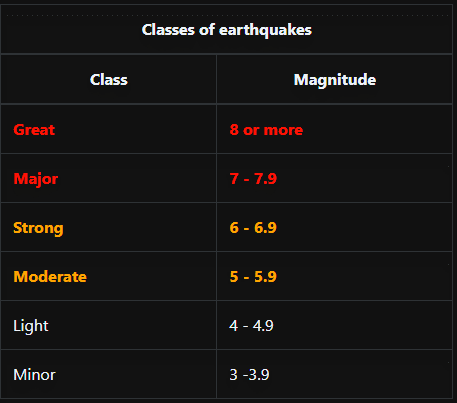 Classes of earthquakes
Class Magnitude
Great 8 or more
Major 7 - 7.9
Strong 6 - 6.9
Moderate 5 - 5.9
Light 4 - 4.9
Minor 3 -3.9